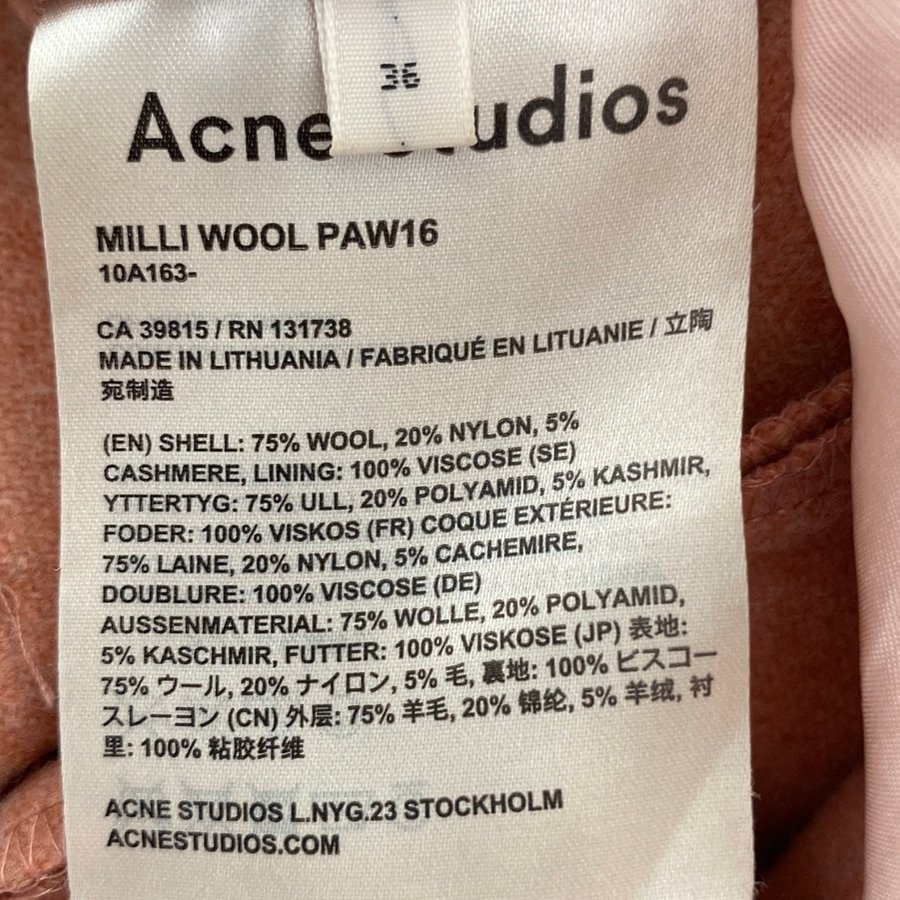 36
Acne Studios
MILLI WOOL PAW16
10A163-
CA 39815 / RN 131738
MADE IN LITHUANIA / FABRIQUÉ EN LITUANIE / 立陶
宛制造
(EN) SHELL: 75% WOOL, 20% NYLON, 5%
CASHMERE, LINING: 100% VISCOSE (SE)
YTTERTYG: 75% ULL, 20% POLYAMID, 5% KASHMIR,
FODER: 100% VISKOS (FR) COQUE EXTÉRIEURE:
75% LAINE, 20% NYLON, 5% CACHEMIRE,
DOUBLURE: 100% VISCOSE (DE)
AUSSENMATERIAL: 75% WOLLE, 20% POLYAMID,
5% KASCHMIR, FUTTER: 100% VISKOSE (JP) 表地:
75% ウール, 20% ナイロン, 5% 毛, 裏地: 100% ビスコー
スレーヨン (CN) 外层: 75% 羊毛, 20% 锦纶, 5% 羊绒, 衬
里: 100% 粘胶纤维
ACNE STUDIOS L.NYG.23 STOCKHOLM
ACNESTUDIOS.COM